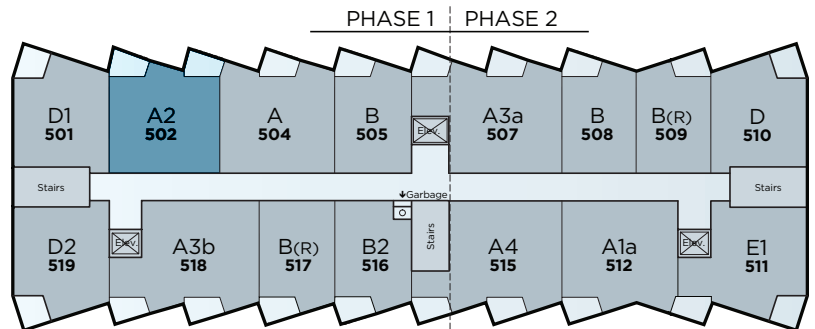 PHASE 1 PHASE 2
D1 A2 A B A3a B B(R) D
501 502 504 505 Elev. 507 508 509 510
Stairs Stairs
Garbage
D2 Elev. A3b B(R) B2 Stairs A4 A1a Elev. E1
519 518 517 516 515 512 511